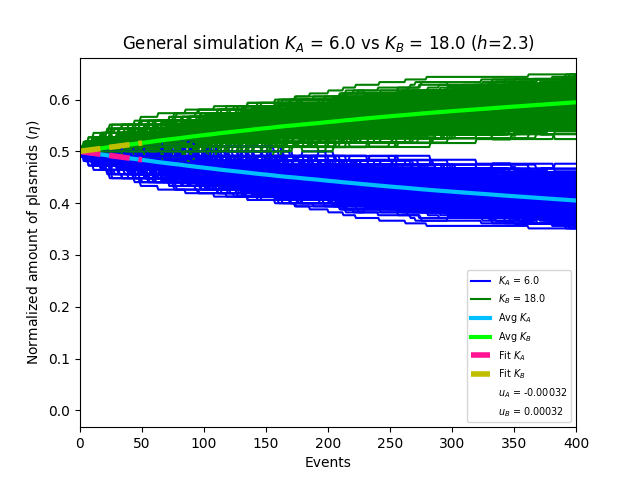 General simulation K_A = 6.0 vs K_B = 18.0 (h=2.3)
Normalized amount of plasmids (η)
0.6
0.5
0.4
0.3
0.2
0.1
0.0
K_A = 6.0
K_B = 18.0
Avg K_A
Avg K_B
Fit K_A
Fit K_B
u_A = -0.00032
u_B = 0.00032
0 50 100 150 200 250 300 350 400
Events